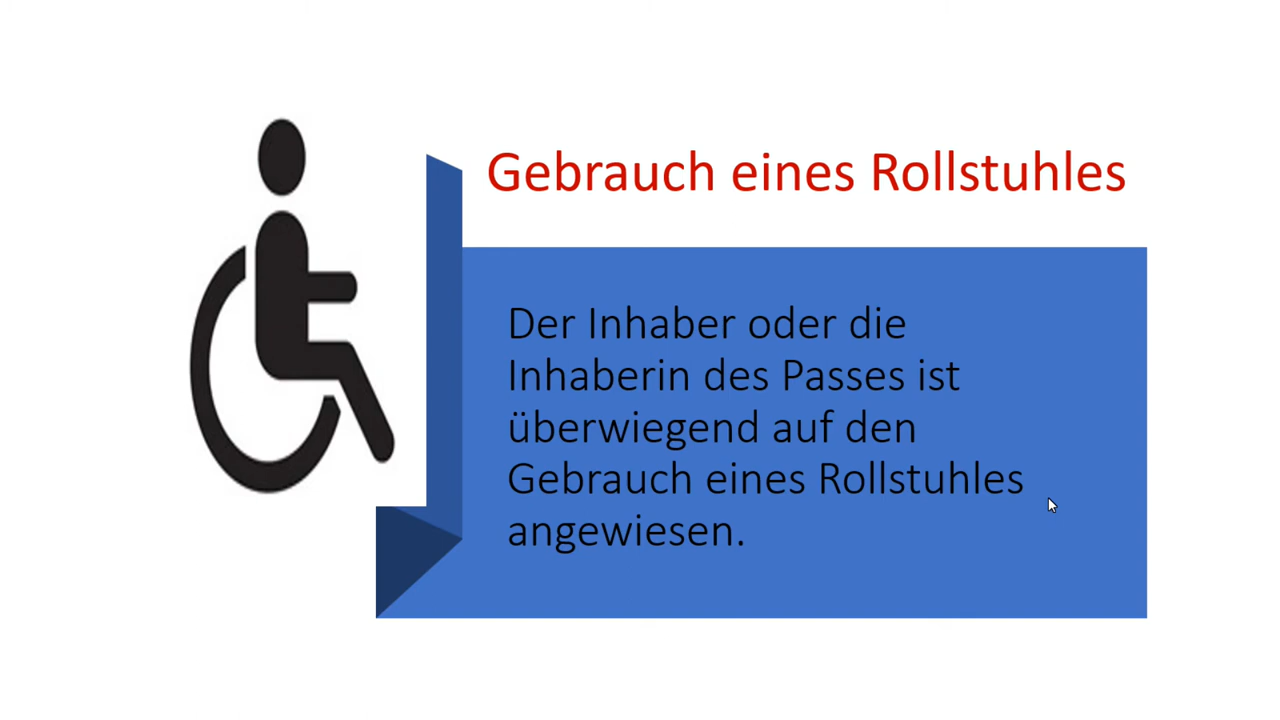 Gebrauch eines Rollstuhles
Der Inhaber oder die
Inhaberin des Passes ist
überwiegend auf den
Gebrauch eines Rollstuhles
angewiesen.